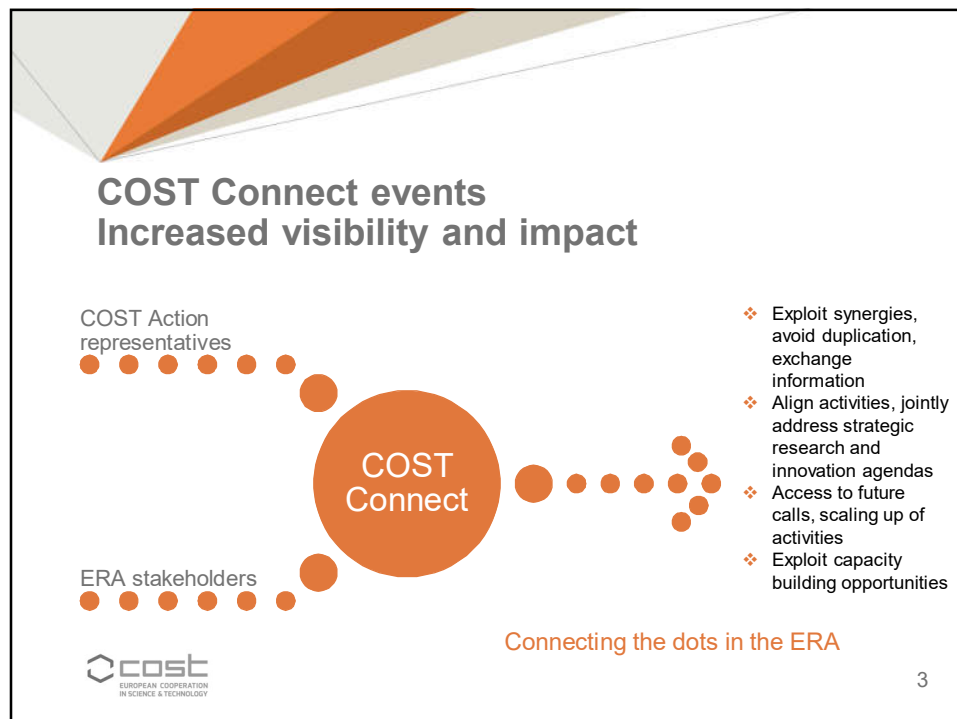 COST Connect events
Increased visibility and impact
COST Action
representatives
ERA stakeholders
COST
Connect
Exploit synergies,
avoid duplication,
exchange
information
Align activities, jointly
address strategic
research and
innovation agendas
Access to future
calls, scaling up of
activities
Exploit capacity
building opportunities
Connecting the dots in the ERA
cost
EUROPEAN COOPERATION
IN SCIENCE & TECHNOLOGY
3